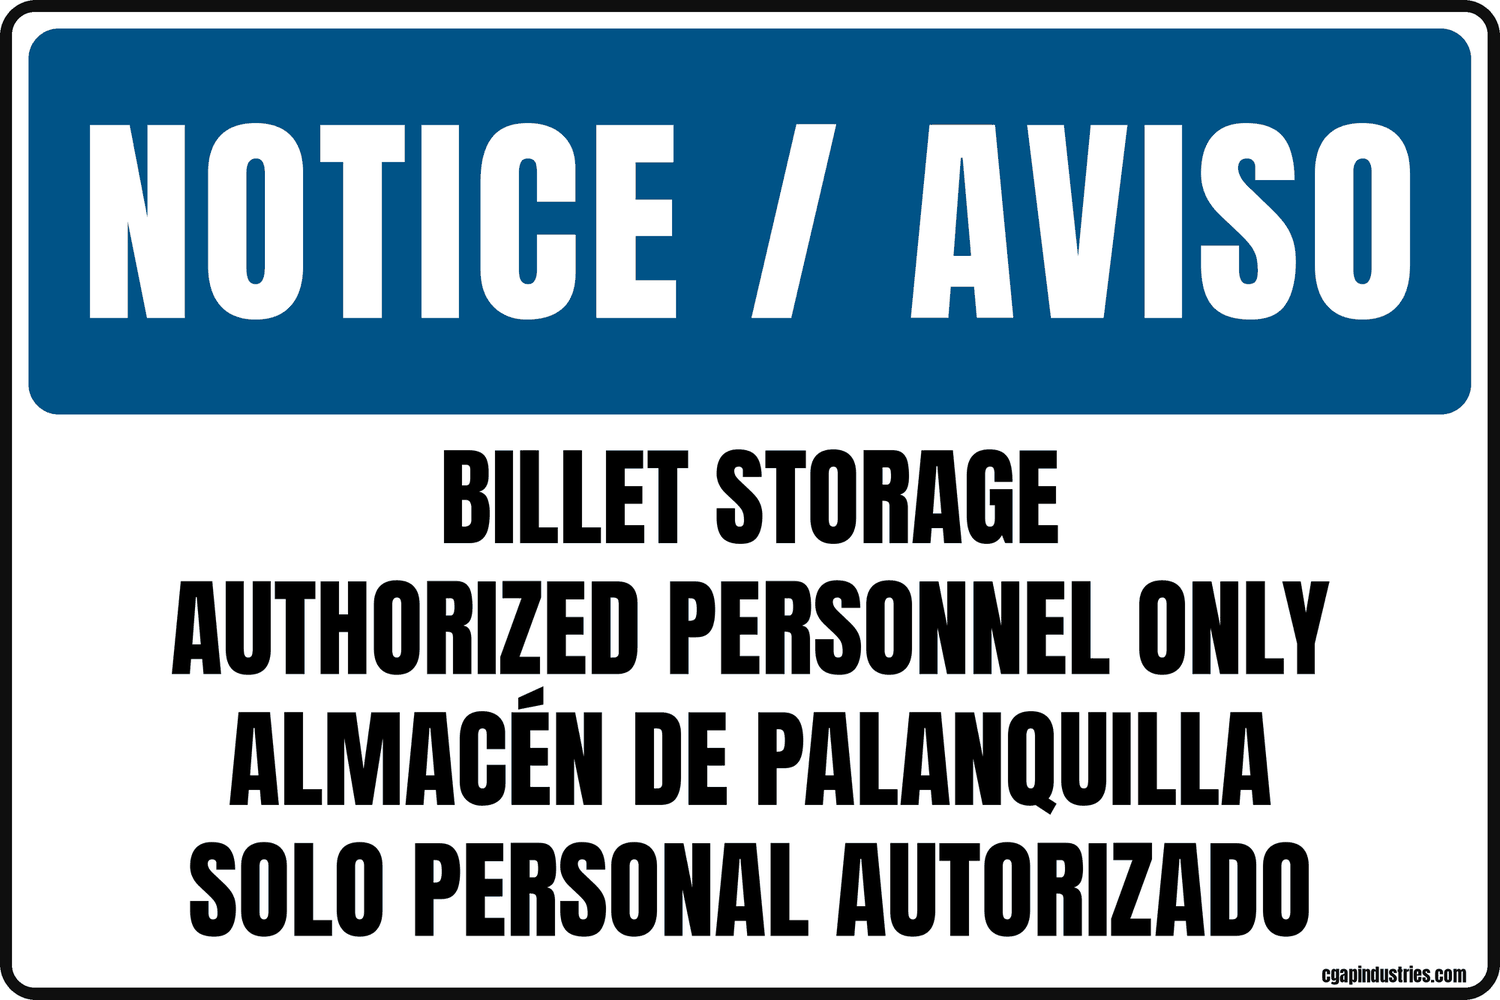 NOTICE / AVISO
BILLET STORAGE
AUTHORIZED PERSONNEL ONLY
ALMACÉN DE PALANQUILLA
SOLO PERSONAL AUTORIZADO
cgapindustries.com